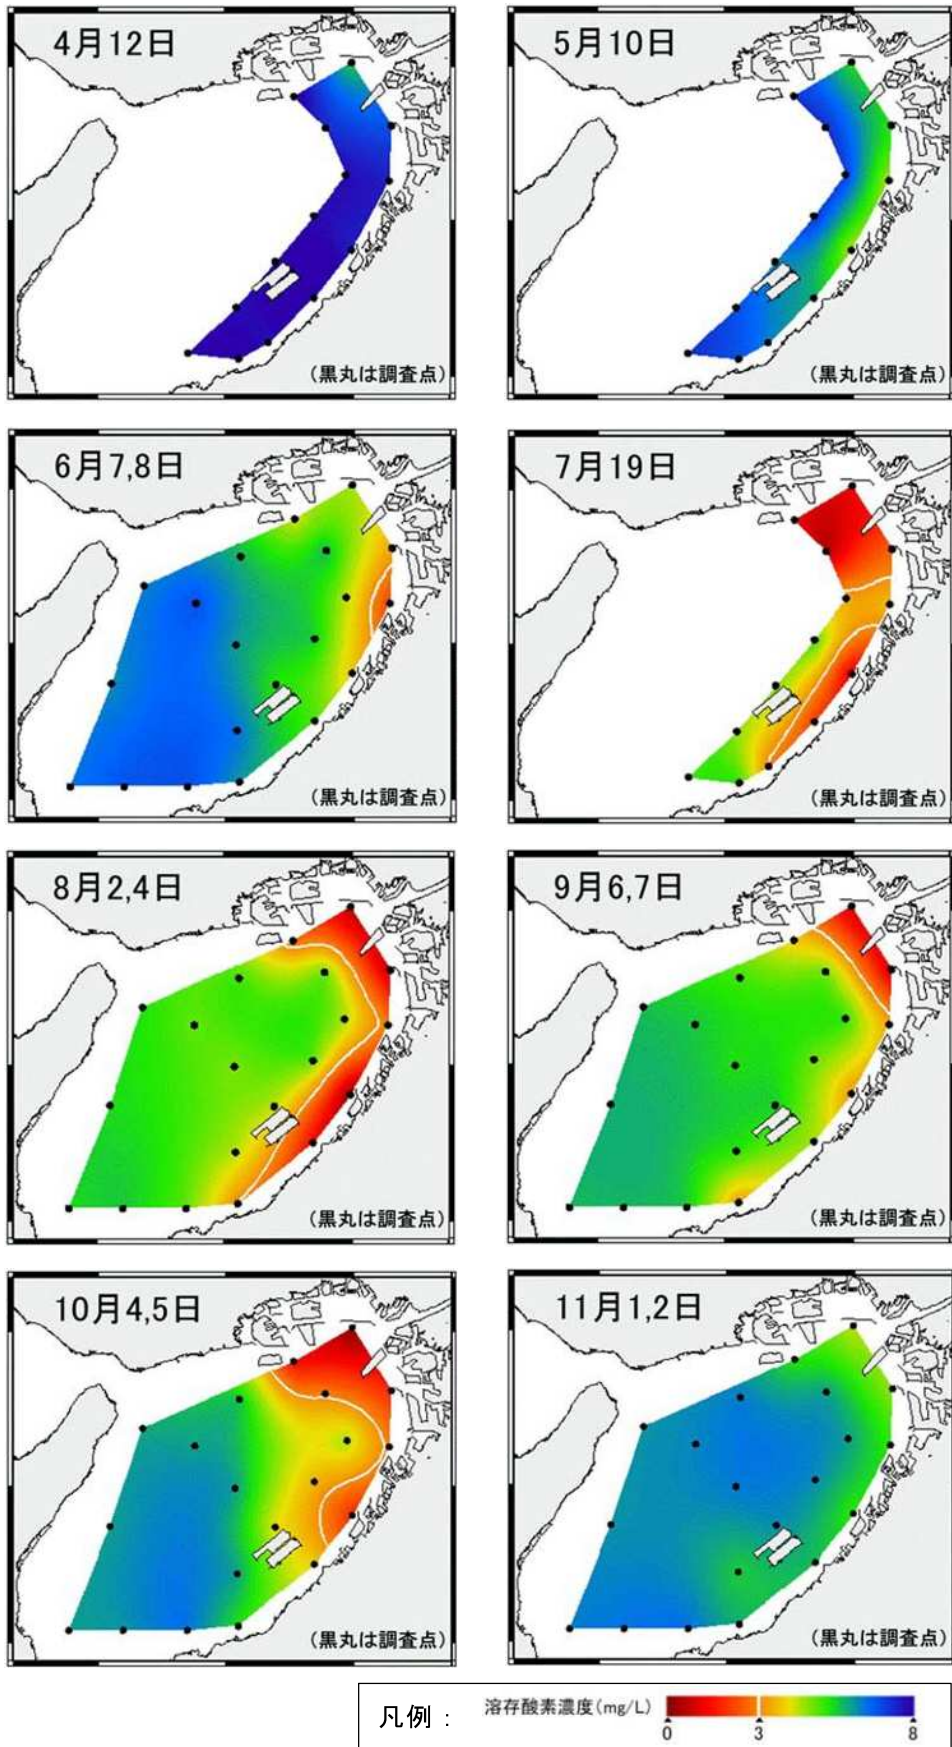 4月12日
5月10日
(黒丸は調査点)
(黒丸は調査点)
6月7,8日
7月19日
(黒丸は調査点)
(黒丸は調査点)
8月2,4日
9月6,7日
(黒丸は調査点)
(黒丸は調査点)
10月4,5日
11月1,2日
(黒丸は調査点)
(黒丸は調査点)
凡例： 溶存酸素濃度(mg/L)
0 3 8